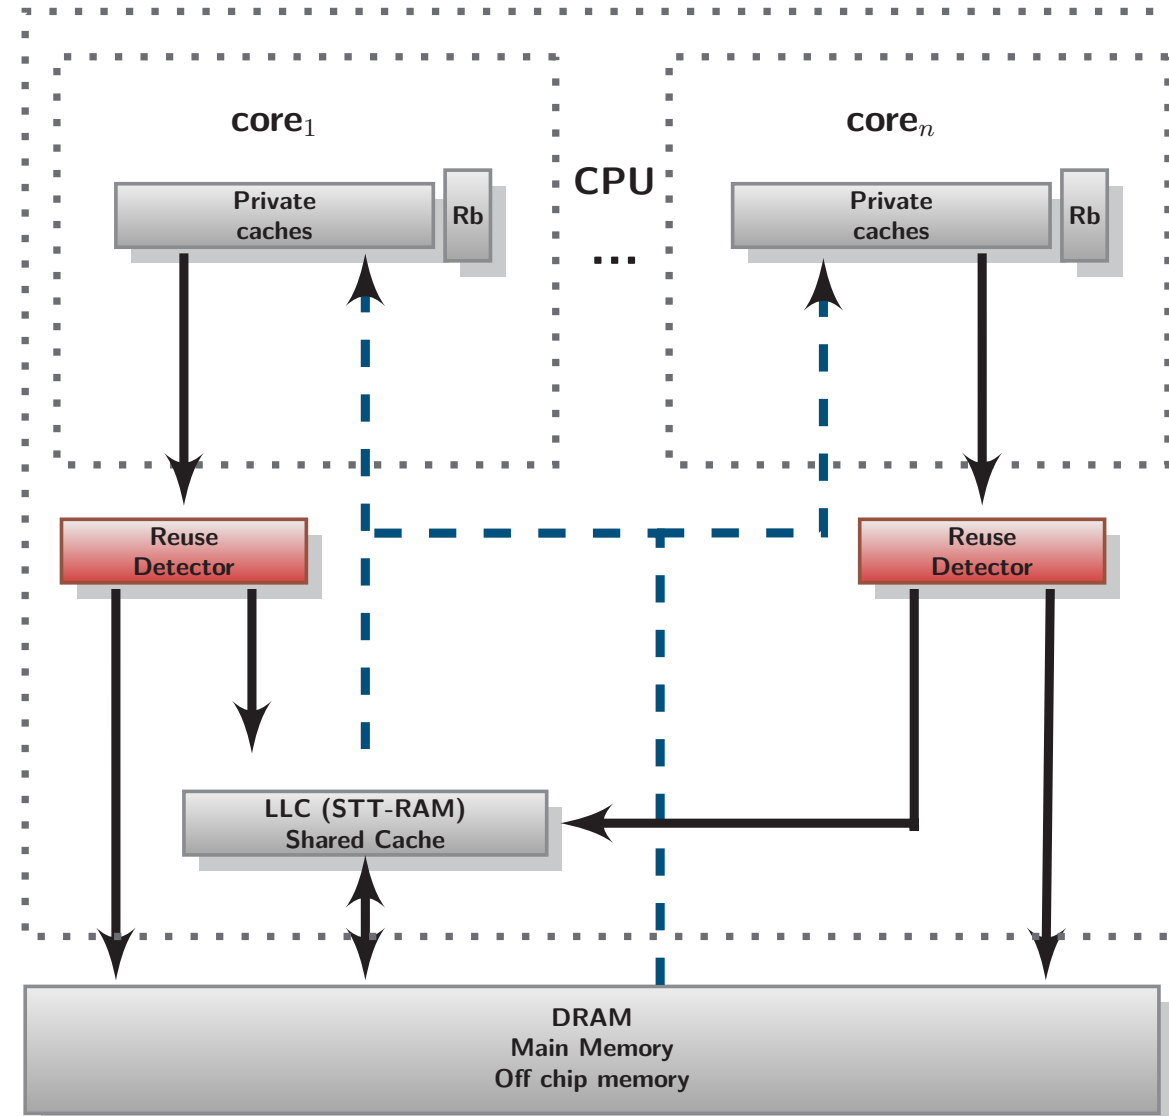 core₁
coreₙ
CPU
Private
caches
Rb
...
Private
caches
Rb
Reuse
Detector
Reuse
Detector
LLC (STT-RAM)
Shared Cache
DRAM
Main Memory
Off chip memory